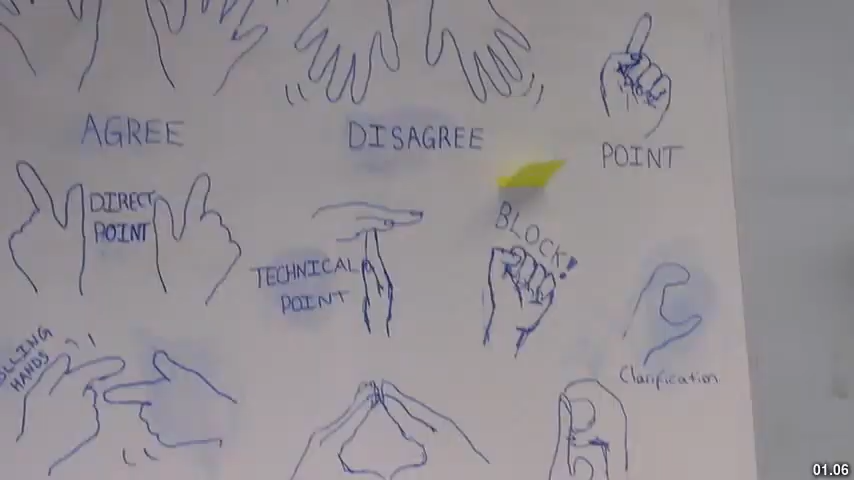 AGREE
DISAGREE
POINT
DIRECT
POINT
BLOCK!
TECHNICAL
POINT
HANDS
Clarification
01.06